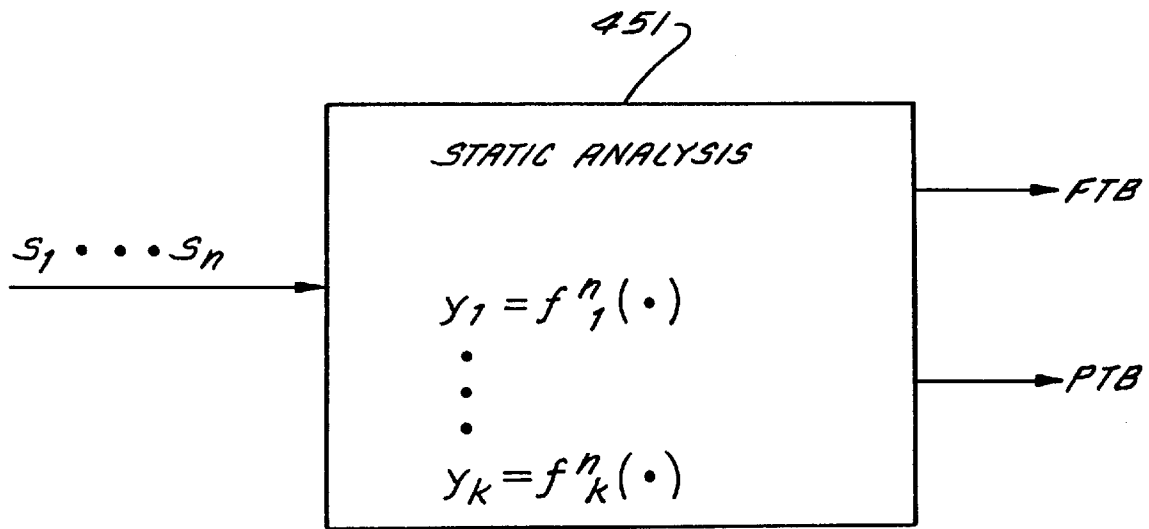 451
STATIC ANALYSIS
FTB
S₁ • • • Sₙ
y₁ = fⁿ₁(•)
•
•
•
PTB
yₖ = fⁿₖ(•)